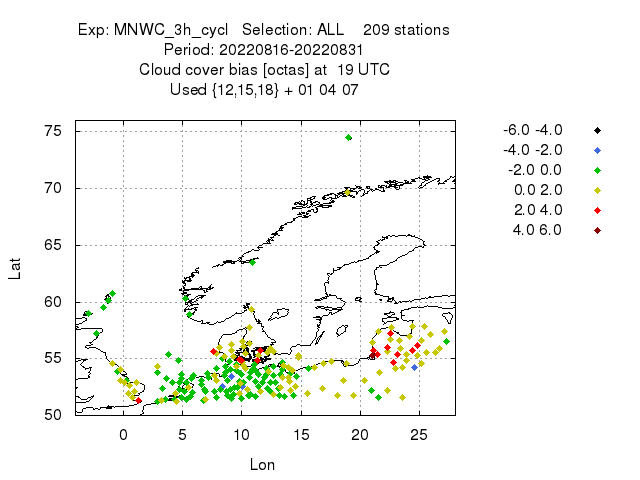 Exp: MNWC_3h_cycl   Selection: ALL    209 stations
Period: 20220816-20220831
Cloud cover bias [octas] at  19 UTC
Used {12,15,18} + 01 04 07
75
70
65
60
55
50
Lat
0 5 10 15 20 25
Lon
-6.0 -4.0
-4.0 -2.0
-2.0 0.0
0.0 2.0
2.0 4.0
4.0 6.0